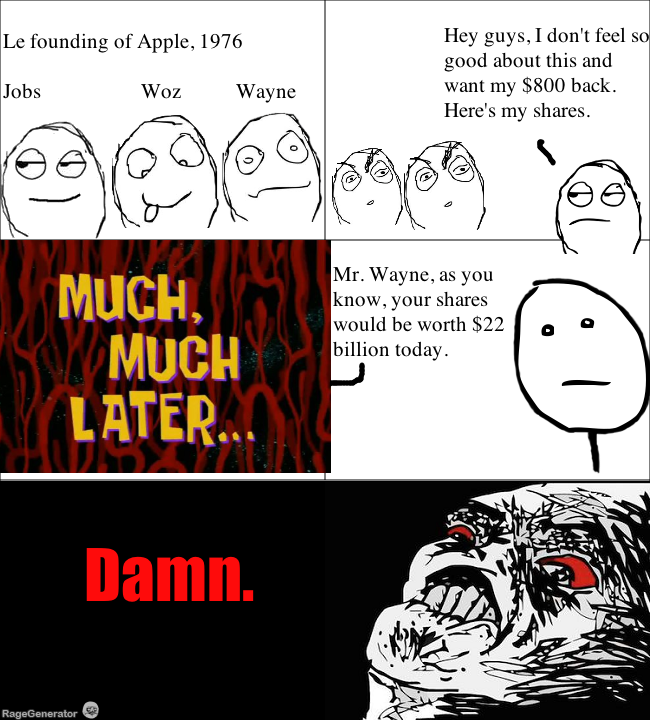 Le founding of Apple, 1976
Jobs Woz Wayne
Hey guys, I don't feel so
good about this and
want my $800 back.
Here's my shares.
MUCH,
MUCH
LATER...
Mr. Wayne, as you
know, your shares
would be worth $22
billion today.
Damn.
RageGenerator